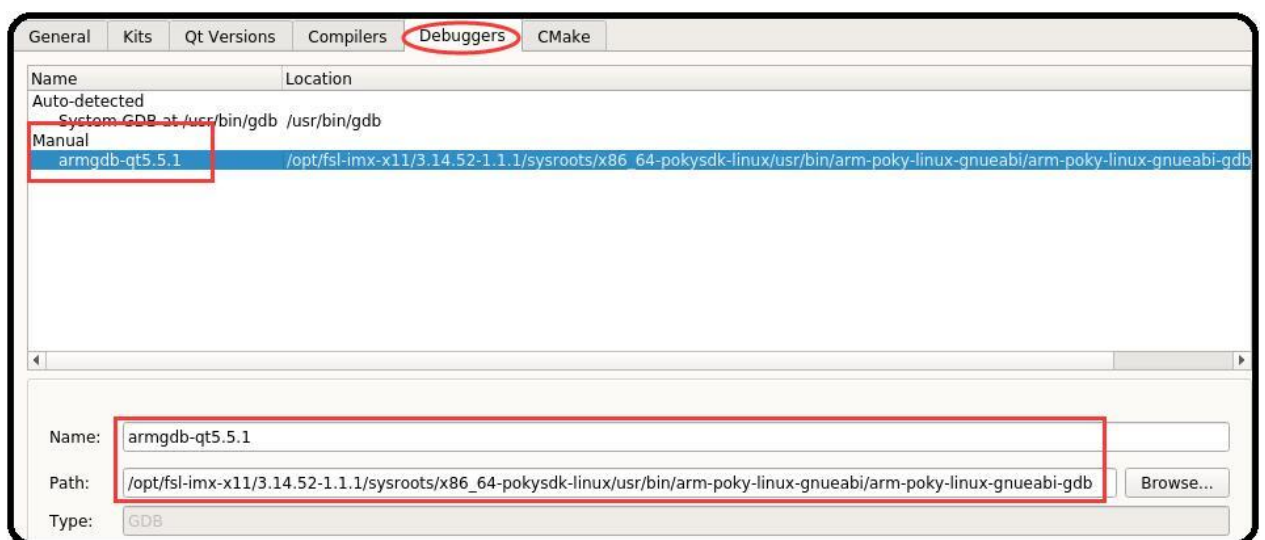 General Kits Qt Versions Compilers Debuggers CMake
Name Location
Auto-detected
System GDB at /usr/bin/gdb /usr/bin/gdb
Manual
armgdb-qt5.5.1 /opt/fsl-imx-x11/3.14.52-1.1.1/sysroots/x86_64-pokysdk-linux/usr/bin/arm-poky-linux-gnueabi/arm-poky-linux-gnueabi-gdb
Name: armgdb-qt5.5.1
Path: /opt/fsl-imx-x11/3.14.52-1.1.1/sysroots/x86_64-pokysdk-linux/usr/bin/arm-poky-linux-gnueabi/arm-poky-linux-gnueabi-gdb Browse...
Type: GDB